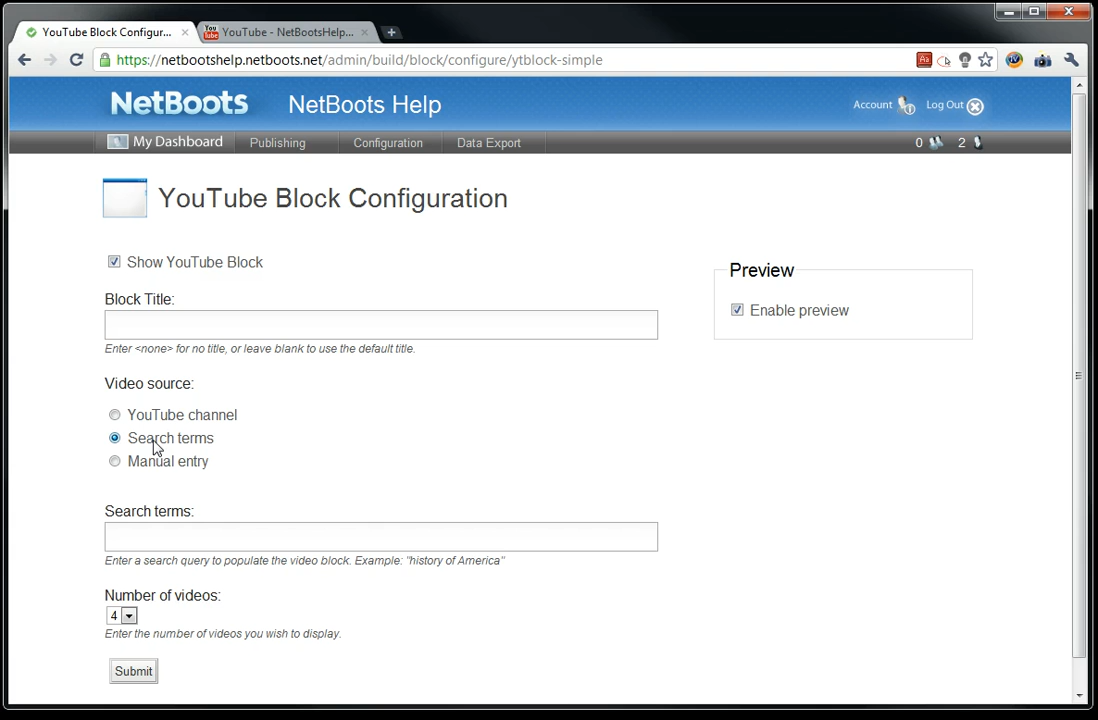 YouTube Block Configur...
YouTube - NetBootsHelp...
https://netbootshelp.netboots.net/admin/build/block/configure/ytblock-simple
NetBoots
NetBoots Help
Account
Log Out
My Dashboard
Publishing
Configuration
Data Export
0
2
YouTube Block Configuration
Show YouTube Block
Block Title:
Enter <none> for no title, or leave blank to use the default title.
Video source:
YouTube channel
Search terms
Manual entry
Search terms:
Enter a search query to populate the video block. Example: "history of America"
Number of videos:
4
Enter the number of videos you wish to display.
Submit
Preview
Enable preview